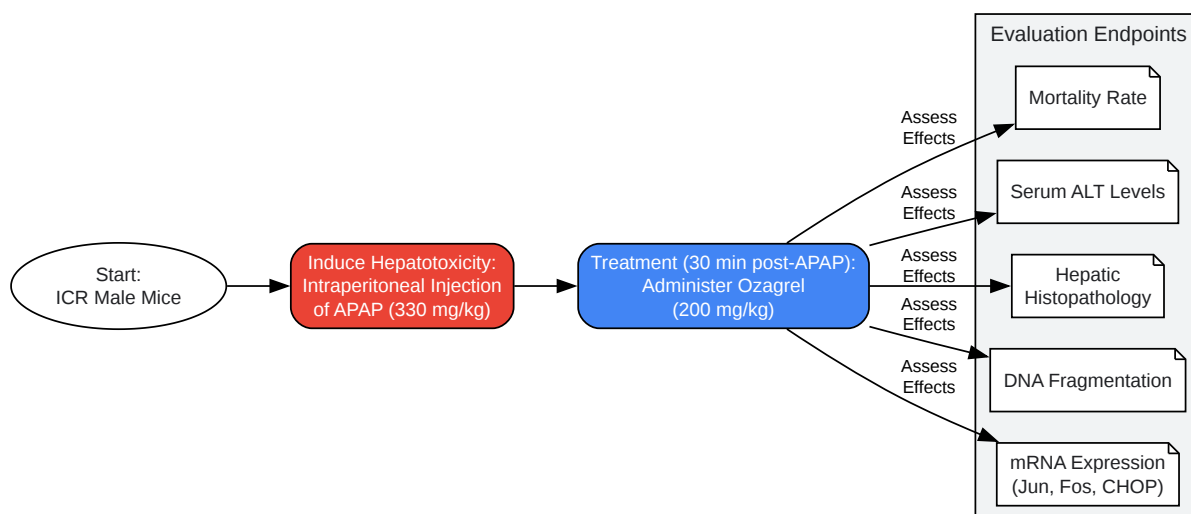 Start:
ICR Male Mice
Induce Hepatotoxicity:
Intraperitoneal Injection
of APAP (330 mg/kg)
Treatment (30 min post-APAP):
Administer Ozagrel
(200 mg/kg)
Assess
Effects
Assess
Effects
Assess
Effects
Assess
Effects
Assess
Effects
Evaluation Endpoints
Mortality Rate
Serum ALT Levels
Hepatic
Histopathology
DNA Fragmentation
mRNA Expression
(Jun, Fos, CHOP)